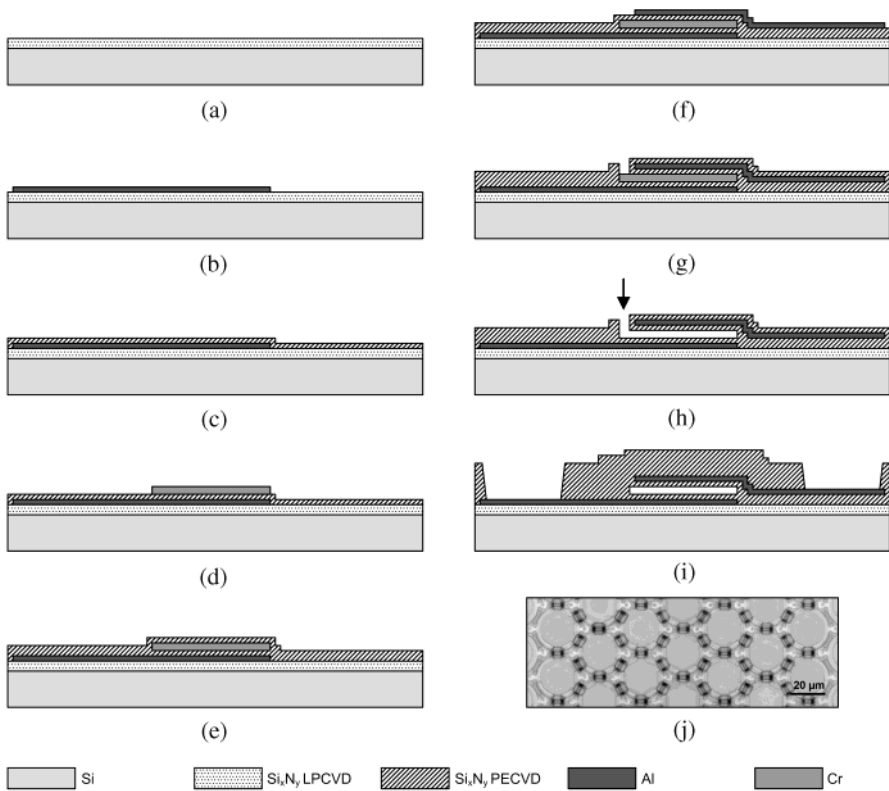 (a)
(b)
(c)
(d)
(e)
(f)
(g)
(h)
(i)
20 μm
(j)
Si
SixNy LPCVD
SixNy PECVD
Al
Cr